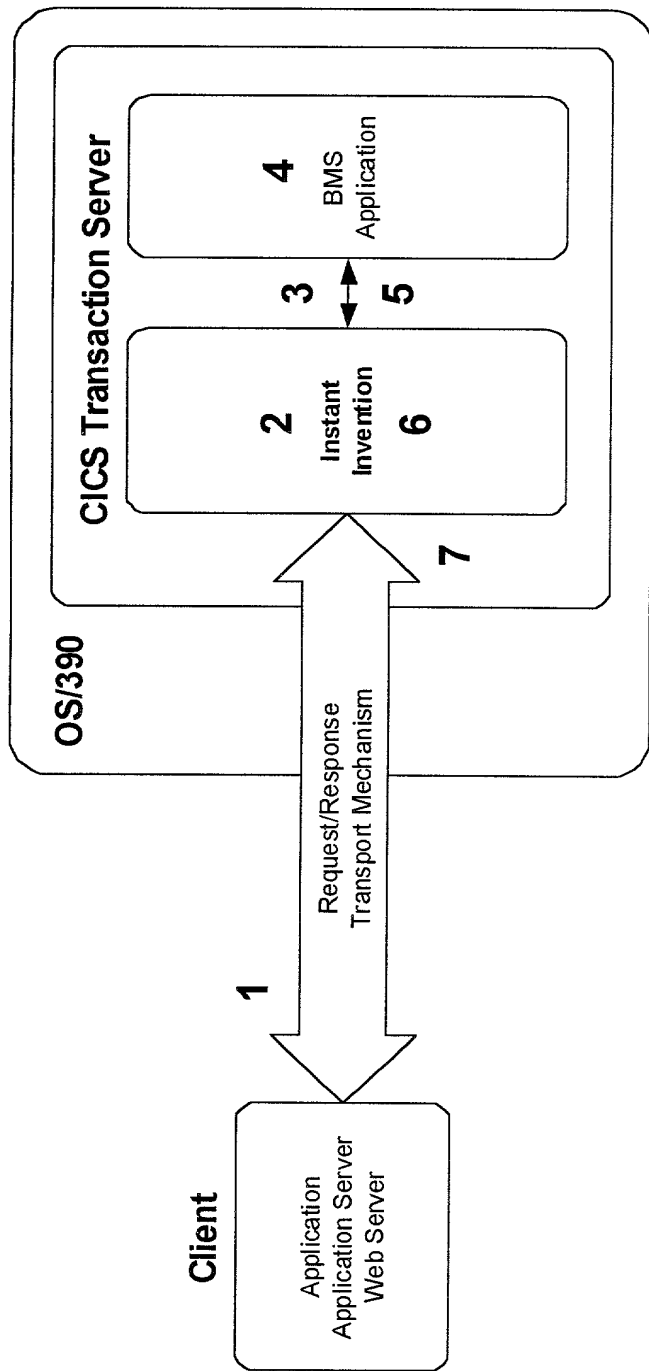 Client
Application
Application Server
Web Server
1
Request/Response
Transport Mechanism
7
OS/390
CICS Transaction Server
2
Instant
Invention
6
3
5
4
BMS
Application